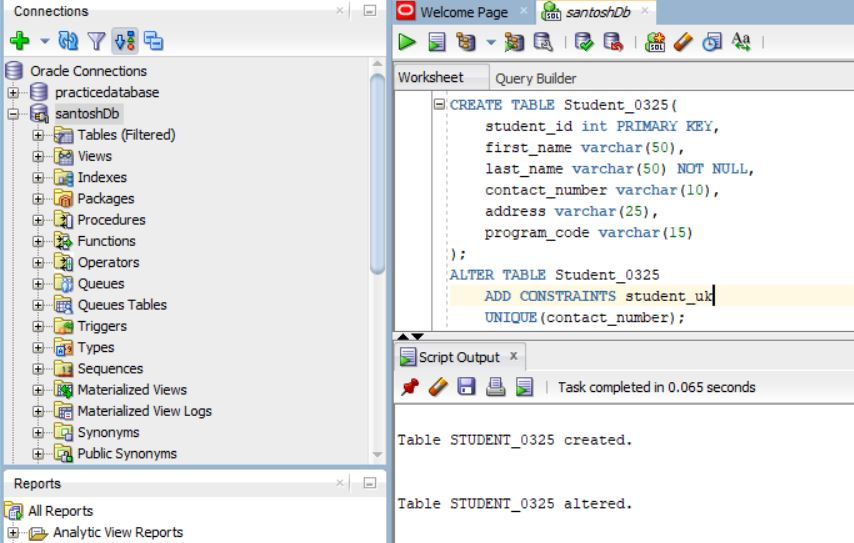 Connections
Oracle Connections
practicedatabase
santoshDb
Tables (Filtered)
Views
Indexes
Packages
Procedures
Functions
Operators
Queues
Queues Tables
Triggers
Types
Sequences
Materialized Views
Materialized View Logs
Synonyms
Public Synonyms
Reports
All Reports
Analytic View Reports
Welcome Page
santoshDb
Worksheet
Query Builder
CREATE TABLE Student_0325(
student_id int PRIMARY KEY,
first_name varchar(50),
last_name varchar(50) NOT NULL,
contact_number varchar(10),
address varchar(25),
program_code varchar(15)
);
ALTER TABLE Student_0325
ADD CONSTRAINTS student_uk
UNIQUE(contact_number);
Script Output
Task completed in 0.065 seconds
Table STUDENT_0325 created.
Table STUDENT_0325 altered.